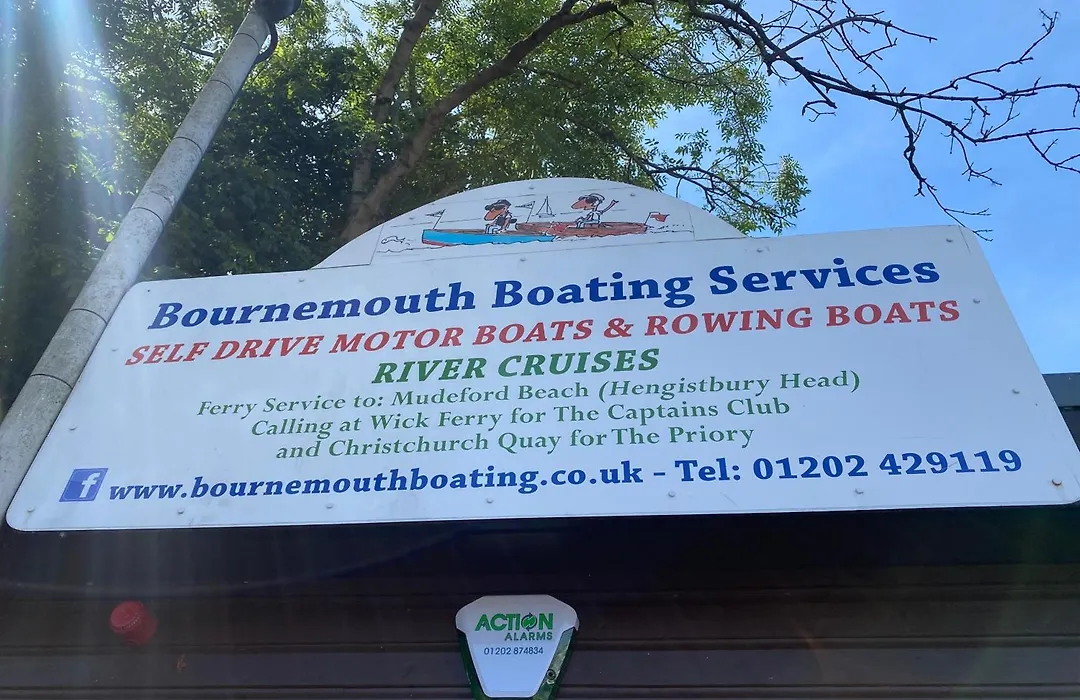 Bournemouth Boating Services
SELF DRIVE MOTOR BOATS & ROWING BOATS
RIVER CRUISES
Ferry Service to: Mudeford Beach (Hengistbury Head)
Calling at Wick Ferry for The Captains Club
and Christchurch Quay for The Priory
f www.bournemouthboating.co.uk - Tel: 01202 429119
ACTION
ALARMS
01202 874834